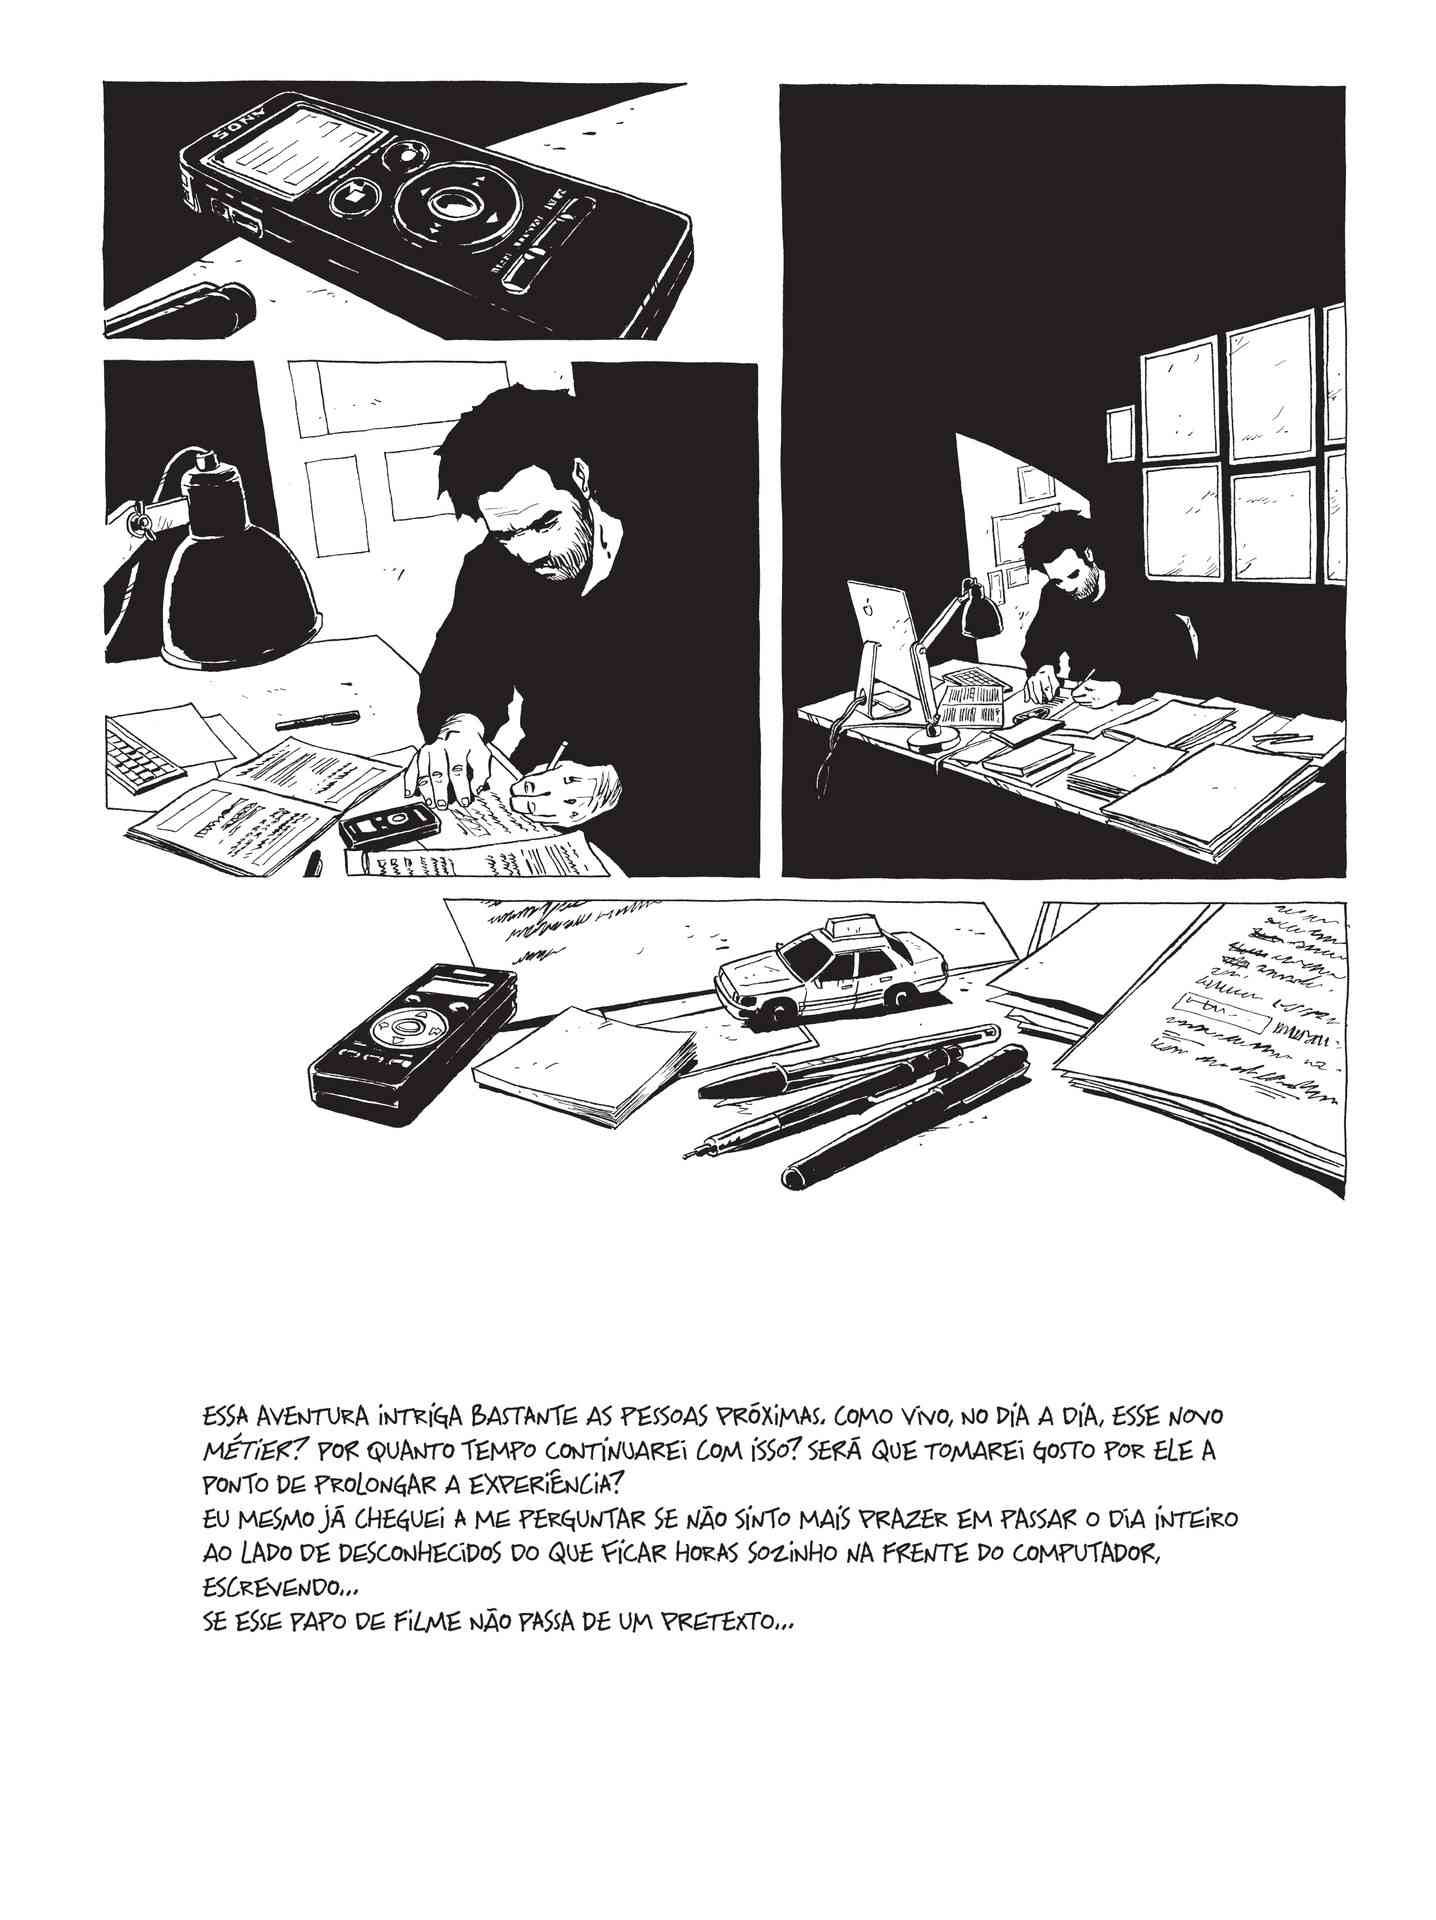 SONY
ESSA AVENTURA INTRIGA BASTANTE AS PESSOAS PRÓXIMAS. COMO VIVO, NO DIA A DIA, ESSE NOVO
MÉTIER? POR QUANTO TEMPO CONTINUAREI COM ISSO? SERÁ QUE TOMAREI GOSTO POR ELE A
PONTO DE PROLONGAR A EXPERIÊNCIA?
EU MESMO JÁ CHEGUEI A ME PERGUNTAR SE NÃO SINTO MAIS PRAZER EM PASSAR O DIA INTEIRO
AO LADO DE DESCONHECIDOS DO QUE FICAR HORAS SOZINHO NA FRENTE DO COMPUTADOR,
ESCREVENDO...
SE ESSE PAPO DE FILME NÃO PASSA DE UM PRETEXTO...